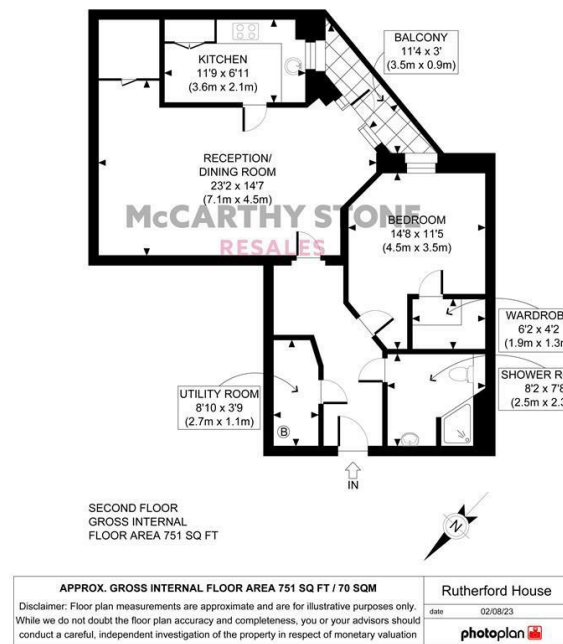 BALCONY
11'4 x 3'
(3.5m x 0.9m)
KITCHEN
11'9 x 6'11
(3.6m x 2.1m)
RECEPTION/
DINING ROOM
23'2 x 14'7
(7.1m x 4.5m)
McCARTHY STONE
RESALES
BEDROOM
14'8 x 11'5
(4.5m x 3.5m)
WARDROB
6'2 x 4'2
(1.9m x 1.3m
SHOWER R
8'2 x 7'8
(2.5m x 2.3
UTILITY ROOM
8'10 x 3'9
(2.7m x 1.1m)
B
IN
SECOND FLOOR
GROSS INTERNAL
FLOOR AREA 751 SQ FT
N
APPROX. GROSS INTERNAL FLOOR AREA 751 SQ FT / 70 SQM
Disclaimer: Floor plan measurements are approximate and are for illustrative purposes only.
While we do not doubt the floor plan accuracy and completeness, you or your advisors should
conduct a careful, independent investigation of the property in respect of monetary valuation
Rutherford House
date 02/08/23
photoplan